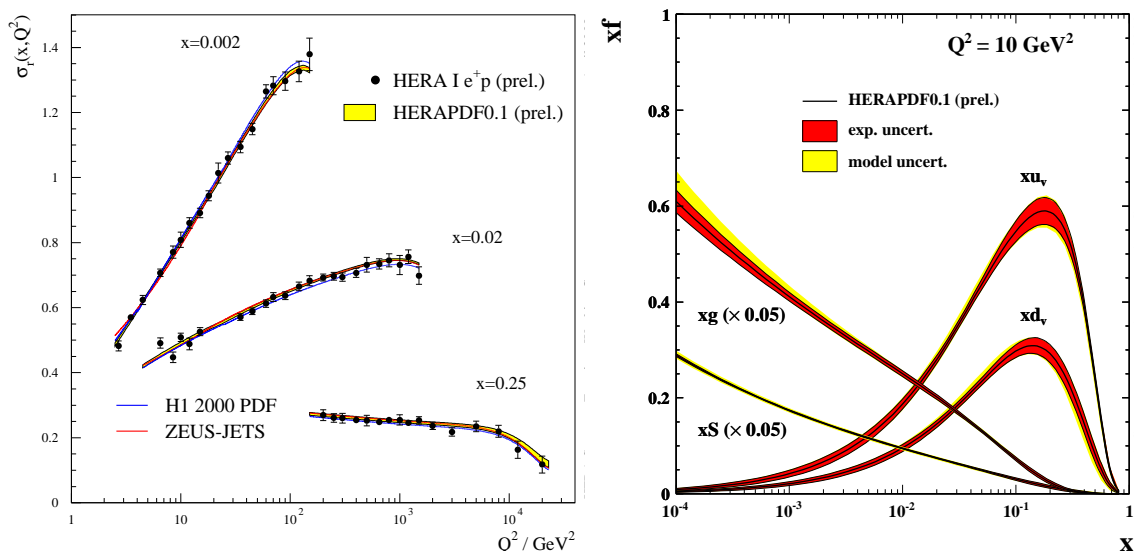 σr(x,Q²)
1.4
1.2
1
0.8
0.6
0.4
0.2
0
x=0.002
HERA I e⁺p (prel.)
HERAPDF0.1 (prel.)
x=0.02
x=0.25
H1 2000 PDF
ZEUS-JETS
1 10 10² 10³ 10⁴
Q² / GeV²
xf
1
0.8
0.6
0.4
0.2
0
Q² = 10 GeV²
HERAPDF0.1 (prel.)
exp. uncert.
model uncert.
xuᵥ
xg (× 0.05)
xdᵥ
xS (× 0.05)
10⁻⁴ 10⁻³ 10⁻² 10⁻¹ 1
x